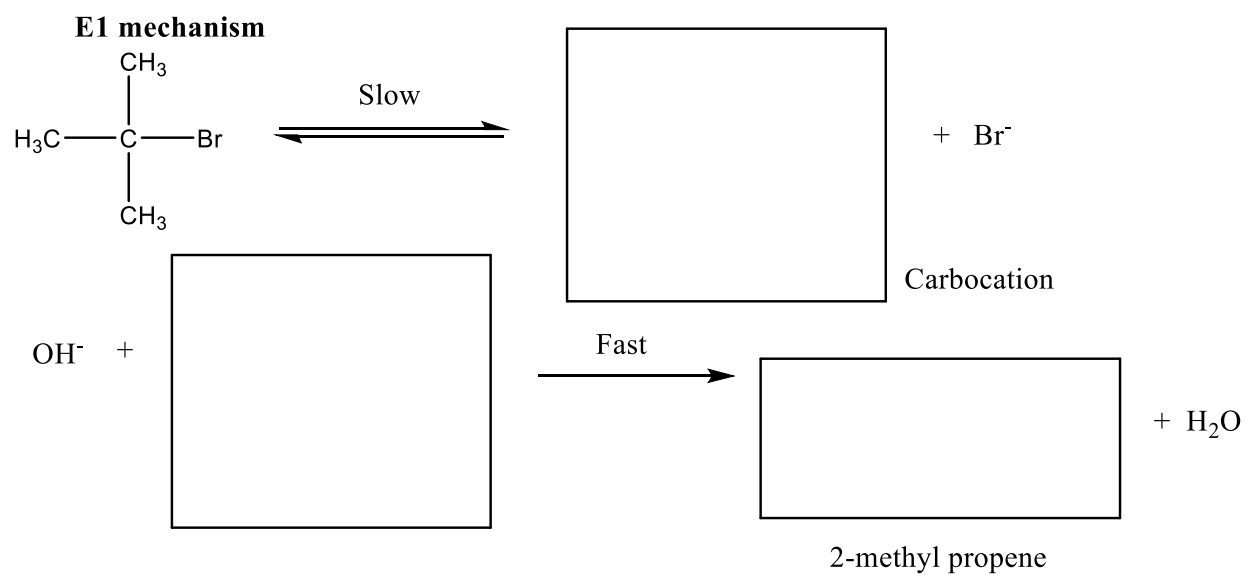 E1 mechanism
CH3
H3C C Br
CH3
Slow
+ Br-
Carbocation
OH- +
Fast
+ H2O
2-methyl propene